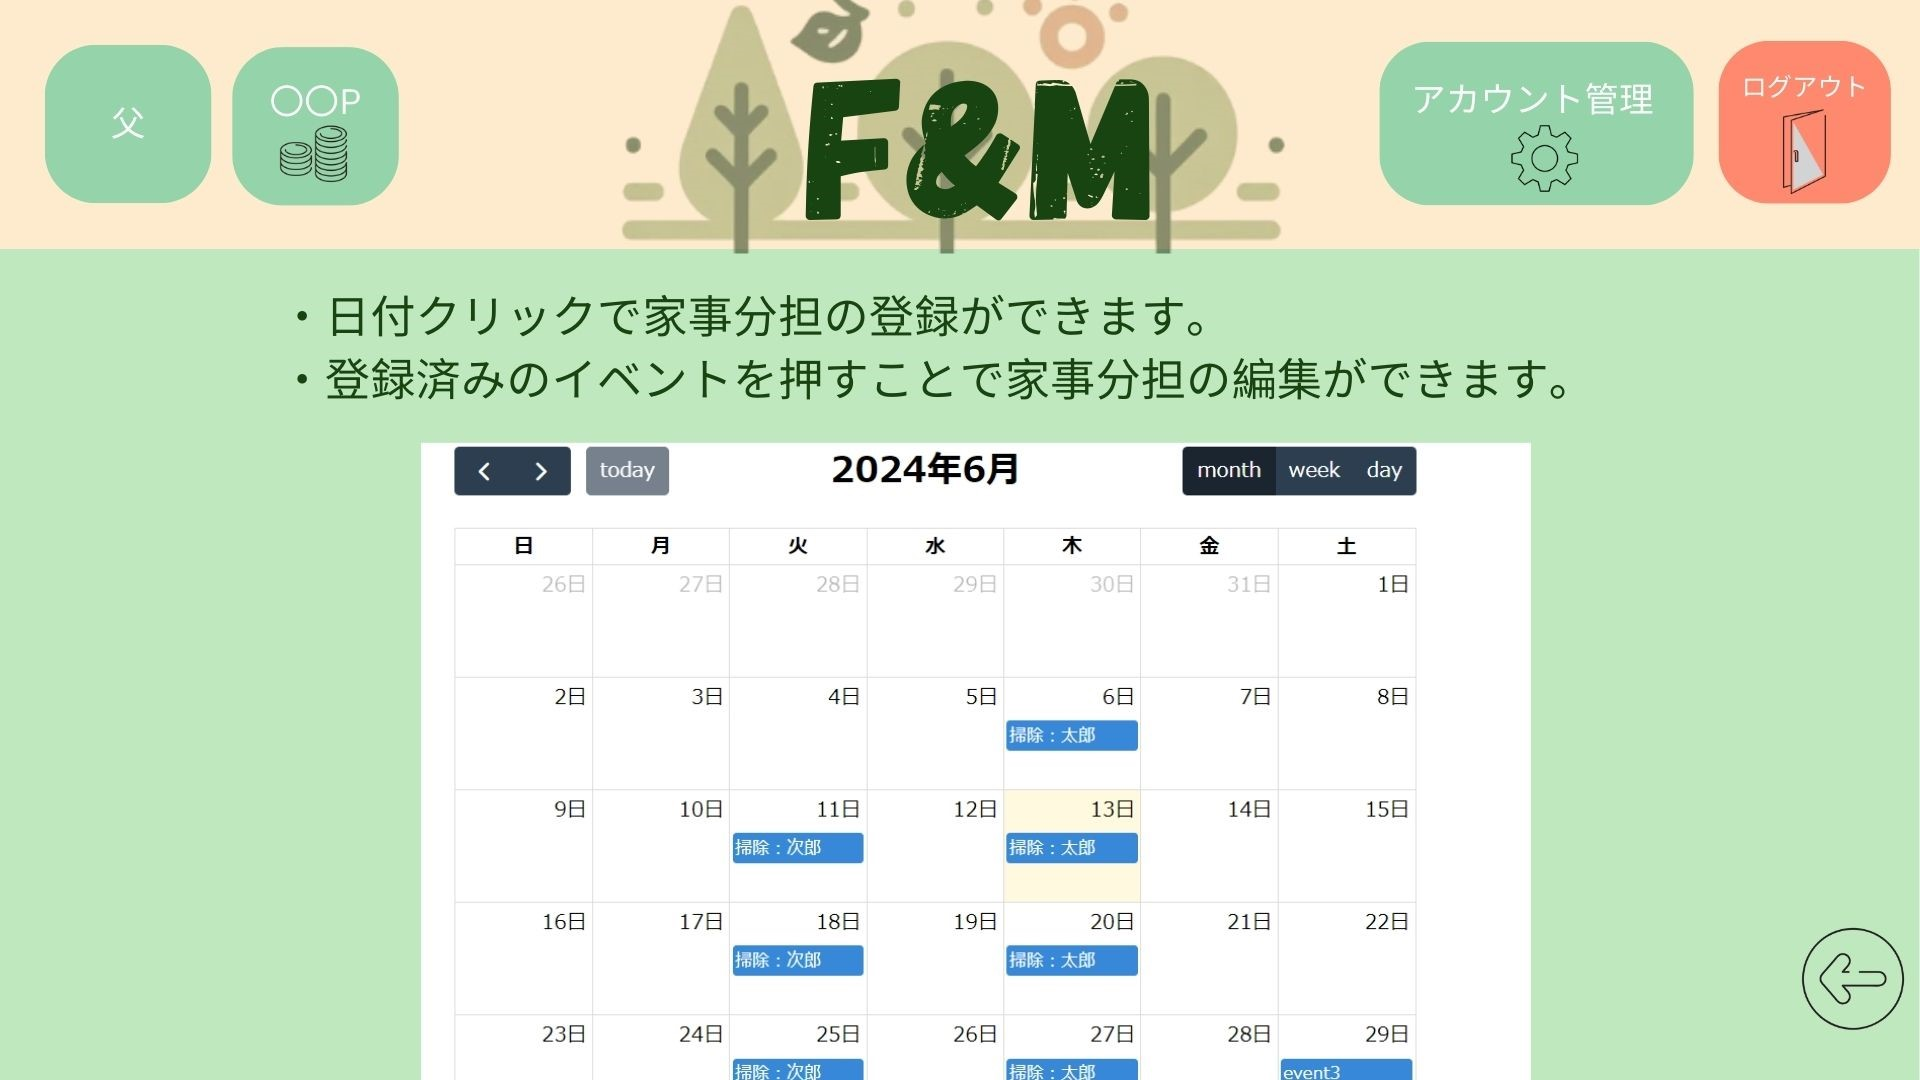 父
〇〇P
F&M
アカウント管理
ログアウト
・日付クリックで家事分担の登録ができます。
・登録済みのイベントを押すことで家事分担の編集ができます。
today
2024年6月
month week day
日 月 火 水 木 金 土
26日 27日 28日 29日 30日 31日 1日
2日 3日 4日 5日 6日 7日 8日
掃除：太郎
9日 10日 11日 12日 13日 14日 15日
掃除：次郎 掃除：太郎
16日 17日 18日 19日 20日 21日 22日
掃除：次郎 掃除：太郎
23日 24日 25日 26日 27日 28日 29日
掃除：次郎 掃除：太郎 event3